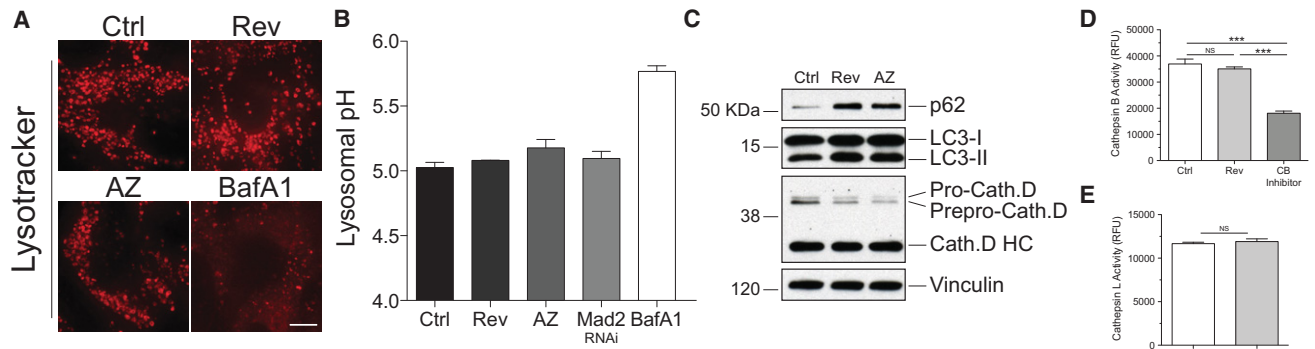 A
Ctrl
Rev
Lysotracker
AZ
BafA1
B
Lysosomal pH
6.0
5.5
5.0
4.5
4.0
Ctrl
Rev
AZ
Mad2
RNAi
BafA1
C
Ctrl Rev AZ
50 KDa
p62
15
LC3-I
LC3-II
38
Pro-Cath.D
Prepro-Cath.D
Cath.D HC
120
Vinculin
D
Cathepsin B Activity (RFU)
50000
40000
30000
20000
10000
0
***
NS
***
Ctrl
Rev
CB
Inhibitor
E
Cathepsin L Activity (RFU)
15000
10000
5000
0
NS